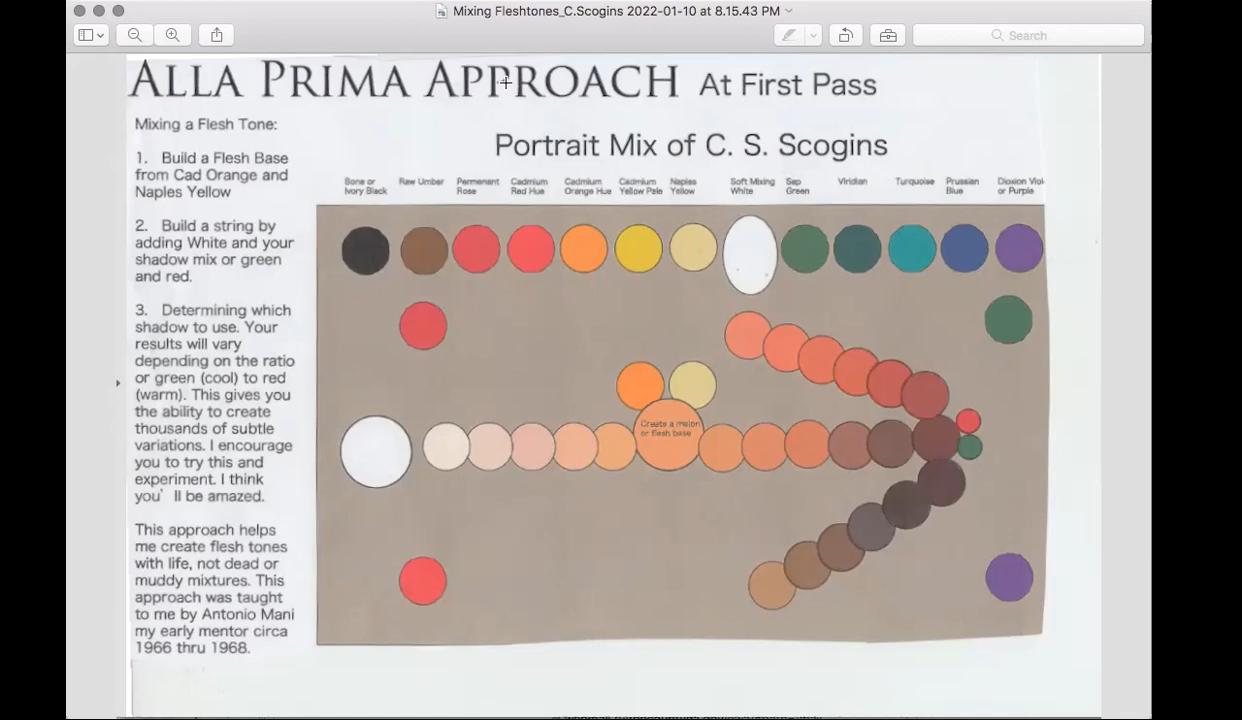 Mixing Fleshtones_C.Scogins 2022-01-10 at 8.15.43 PM
Search
ALLA PRIMA APPROACH At First Pass
Mixing a Flesh Tone:
1. Build a Flesh Base
from Cad Orange and
Naples Yellow
2. Build a string by
adding White and your
shadow mix or green
and red.
3. Determining which
shadow to use. Your
results will vary
depending on the ratio
or green (cool) to red
(warm). This gives you
the ability to create
thousands of subtle
variations. I encourage
you to try this and
experiment. I think
you'll be amazed.
This approach helps
me create flesh tones
with life, not dead or
muddy mixtures. This
approach was taught
to me by Antonio Mani
my early mentor circa
1966 thru 1968.
Portrait Mix of C. S. Scogins
Bone or
Ivory Black
Raw Umber
Permenent
Rose
Cadmium
Red Hue
Cadmium
Orange Hue
Cadmium
Yellow Pale
Naples
Yellow
Soft Mixing
White
Sap
Green
Viridian
Turquoise
Prussian
Blue
Dioxion Viol
or Purple
Create a melon
or flesh base